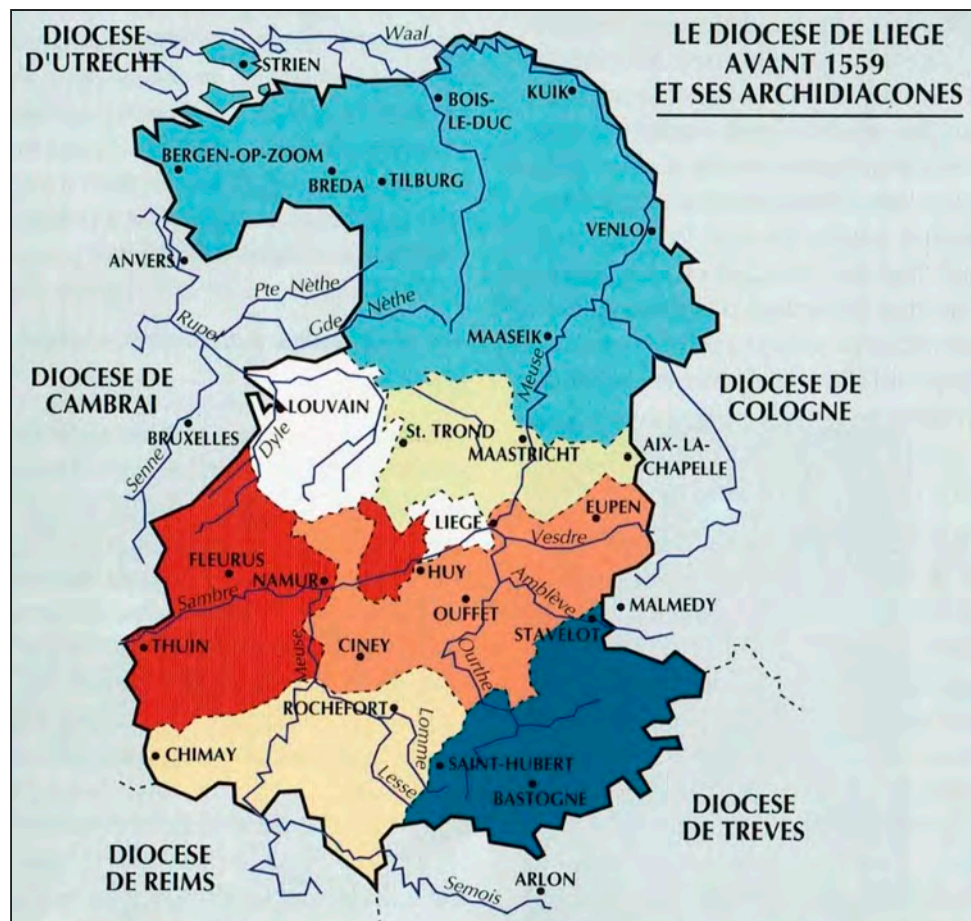 LE DIOCESE DE LIEGE
AVANT 1559
ET SES ARCHIDIACONES
DIOCESE
D'UTRECHT
Waal
STRIEN
BOIS-
LE-DUC
KUIK
BERGEN-OP-ZOOM
BREDA
TILBURG
VENLO
ANVERS
Pte Nèthe
Gde Nèthe
Rupel
MAASEIK
Meuse
DIOCESE DE
CAMBRAI
DIOCESE DE
COLOGNE
LOUVAIN
BRUXELLES
Dyle
Senne
St. TROND
MAASTRICHT
AIX- LA-
CHAPELLE
LIEGE
EUPEN
Vesdre
FLEURUS
NAMUR
HUY
Sambre
OUFFET
Amblève
MALMEDY
STAVELOT
THUIN
Meuse
CINEY
Ourthe
ROCHEFORT
Lomme
CHIMAY
Lesse
SAINT-HUBERT
BASTOGNE
DIOCESE
DE TREVES
DIOCESE
DE REIMS
Semois
ARLON